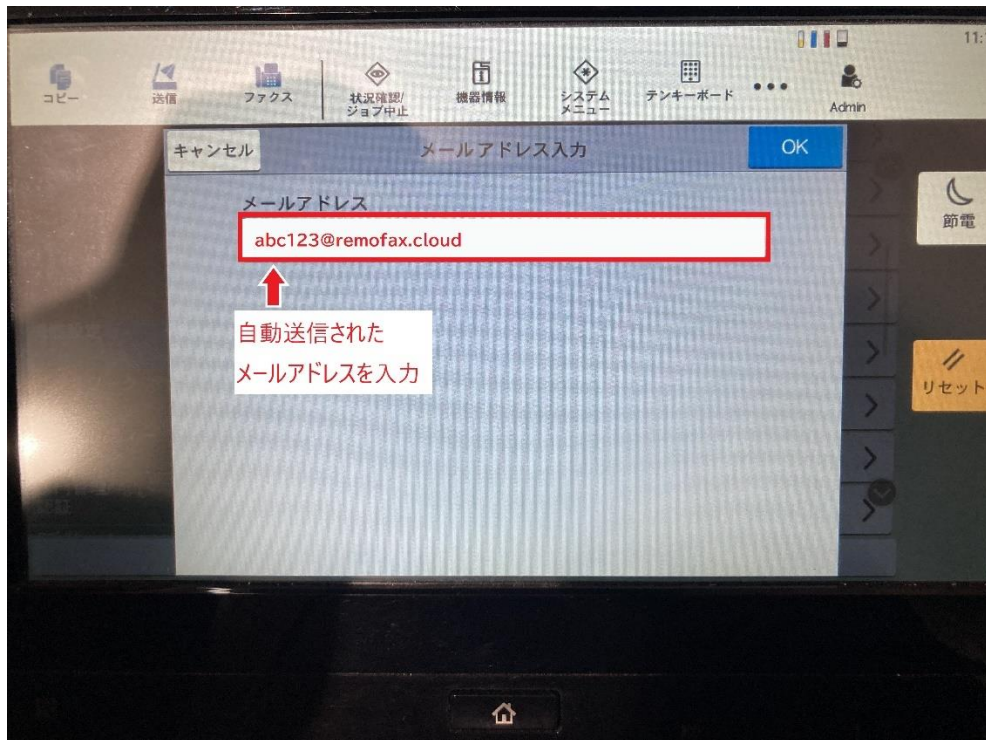 11:
コピー
送信
ファクス
状況確認/
ジョブ中止
機器情報
システム
メニュー
テンキーボード
Admin
キャンセル
メールアドレス入力
OK
メールアドレス
abc123@remofax.cloud
自動送信された
メールアドレスを入力
節電
リセット